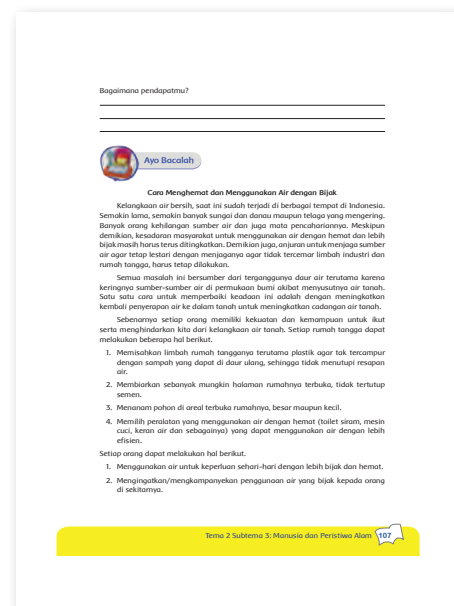 Bagaimana pendapatmu?
Ayo Bacalah
Cara Menghemat dan Menggunakan Air dengan Bijak
Kelangkaan air bersih, saat ini sudah terjadi di berbagai tempat di Indonesia.
Semakin lama, semakin banyak sungai dan danau maupun telaga yang mengering.
Banyak orang kehilangan sumber air dan juga mata pencahariannya. Meskipun
demikian, kesadaran masyarakat untuk menggunakan air dengan hemat dan lebih
bijak masih harus terus ditingkatkan. Demikian juga, anjuran untuk menjaga sumber
air agar tetap lestari dengan menjaganya agar tidak tercemar limbah industri dan
rumah tangga, harus tetap dilakukan.
Semua masalah ini bersumber dari terganggunya daur air terutama karena
keringnya sumber-sumber air di permukaan bumi akibat menyusutnya air tanah.
Satu satu cara untuk memperbaiki keadaan ini adalah dengan meningkatkan
kembali penyerapan air ke dalam tanah untuk meningkatkan cadangan air tanah.
Sebenarnya setiap orang memiliki kekuatan dan kemampuan untuk ikut
serta menghindarkan kita dari kelangkaan air tanah. Setiap rumah tangga dapat
melakukan beberapa hal berikut.
1. Memisahkan limbah rumah tangganya terutama plastik agar tak tercampur
dengan sampah yang dapat di daur ulang, sehingga tidak menutupi resapan
air.
2. Membiarkan sebanyak mungkin halaman rumahnya terbuka, tidak tertutup
semen.
3. Menanam pohon di areal terbuka rumahnya, besar maupun kecil.
4. Memilih peralatan yang menggunakan air dengan hemat (toilet siram, mesin
cuci, keran air dan sebagainya) yang dapat menggunakan air dengan lebih
efisien.
Setiap orang dapat melakukan hal berikut.
1. Menggunakan air untuk keperluan sehari-hari dengan lebih bijak dan hemat.
2. Mengingatkan/mengkampanyekan penggunaan air yang bijak kepada orang
di sekitarnya.
Tema 2 Subtema 3: Manusia dan Peristiwa Alam 107